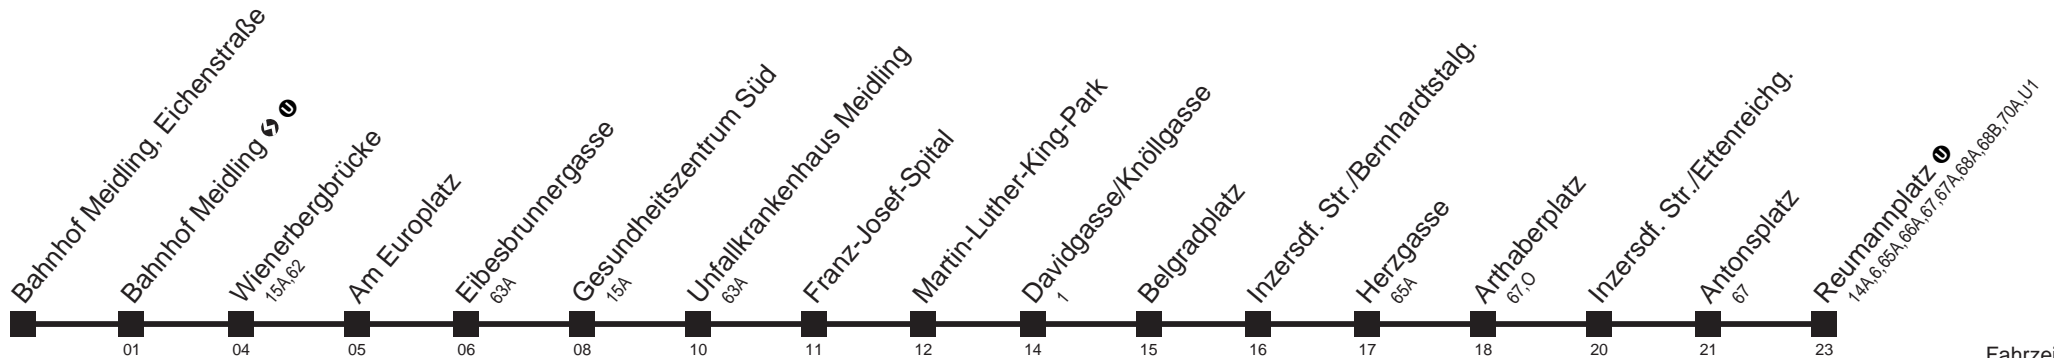 Bahnhof Meidling, Eichenstraße
Bahnhof Meidling
Wienerbergbrücke
15A,62
Am Europlatz
Eibesbrunnergasse
63A
Gesundheitszentrum Süd
15A
Unfallkrankenhaus Meidling
63A
Franz-Josef-Spital
Martin-Luther-King-Park
Davidgasse/Knöllgasse
1
Belgradplatz
Inzersdf. Str./Bernhardtstalg.
Herzgasse
65A
Arthaberplatz
67,O
Inzersdf. Str./Ettenreichg.
Antonsplatz
67
Reumannplatz U
14A,6,65A,66A,67,67A,68A,68B,70A,U1
01 04 05 06 08 10 11 12 14 15 16 17 18 20 21 23